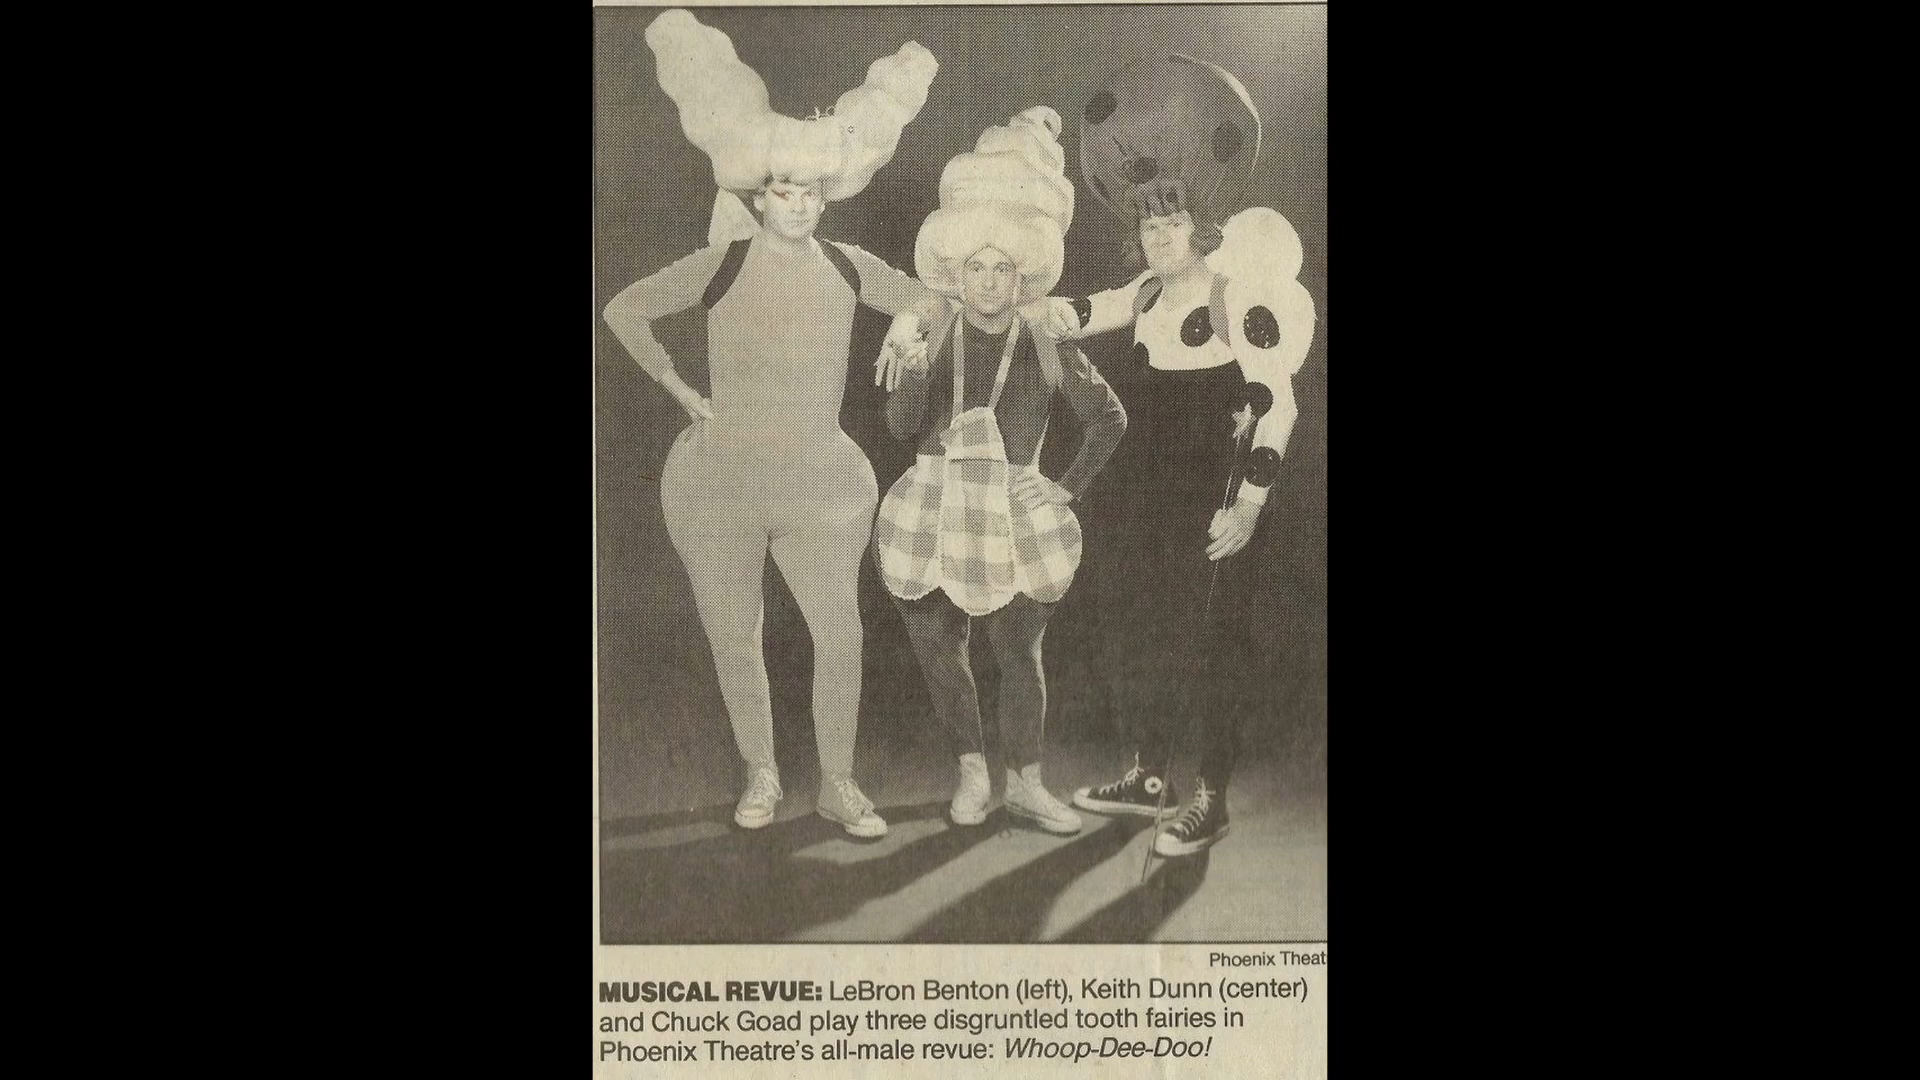 Phoenix Theat
MUSICAL REVUE: LeBron Benton (left), Keith Dunn (center)
and Chuck Goad play three disgruntled tooth fairies in
Phoenix Theatre's all-male revue: Whoop-Dee-Doo!